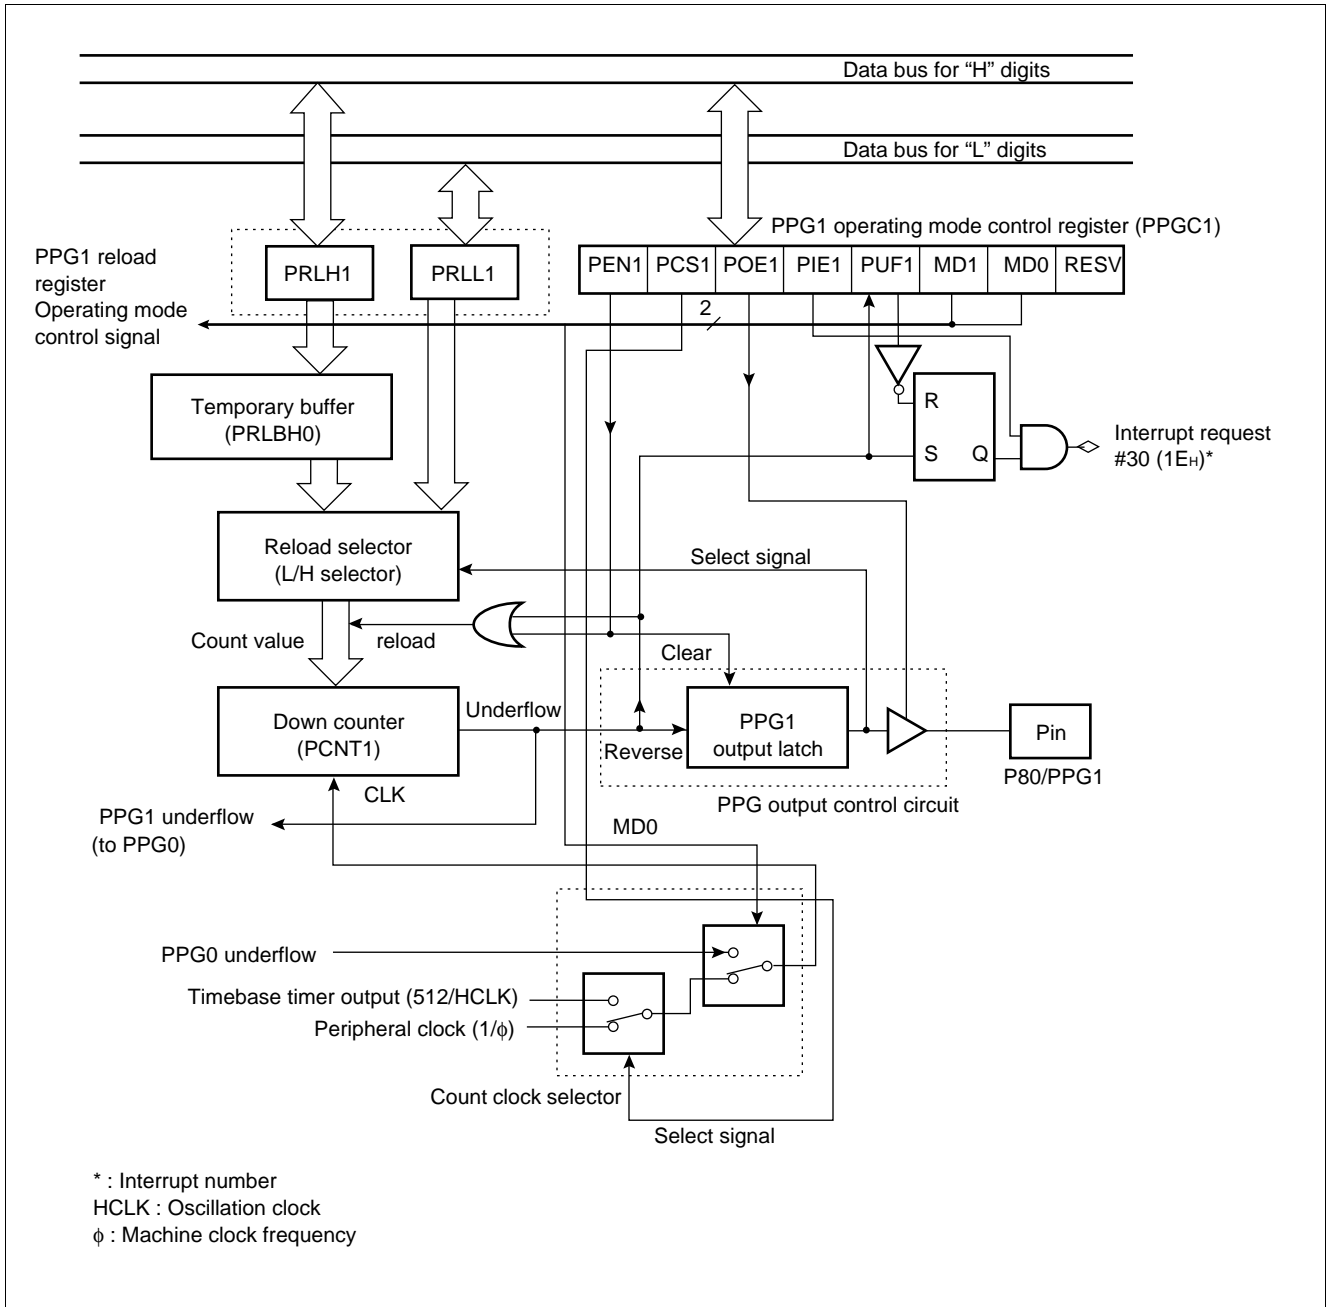 Data bus for “H” digits
Data bus for “L” digits
PPG1 operating mode control register (PPGC1)
PPG1 reload
register
Operating mode
control signal
PRLH1
PRLL1
PEN1
PCS1
POE1
PIE1
PUF1
MD1
MD0
RESV
2
Temporary buffer
(PRLBH0)
R
S
Q
Interrupt request
#30 (1EH)*
Reload selector
(L/H selector)
Select signal
Count value
reload
Clear
Down counter
(PCNT1)
Underflow
Reverse
PPG1
output latch
Pin
P80/PPG1
CLK
PPG output control circuit
PPG1 underflow
(to PPG0)
MD0
PPG0 underflow
Timebase timer output (512/HCLK)
Peripheral clock (1/ϕ)
Count clock selector
Select signal
* : Interrupt number
HCLK : Oscillation clock
ϕ : Machine clock frequency